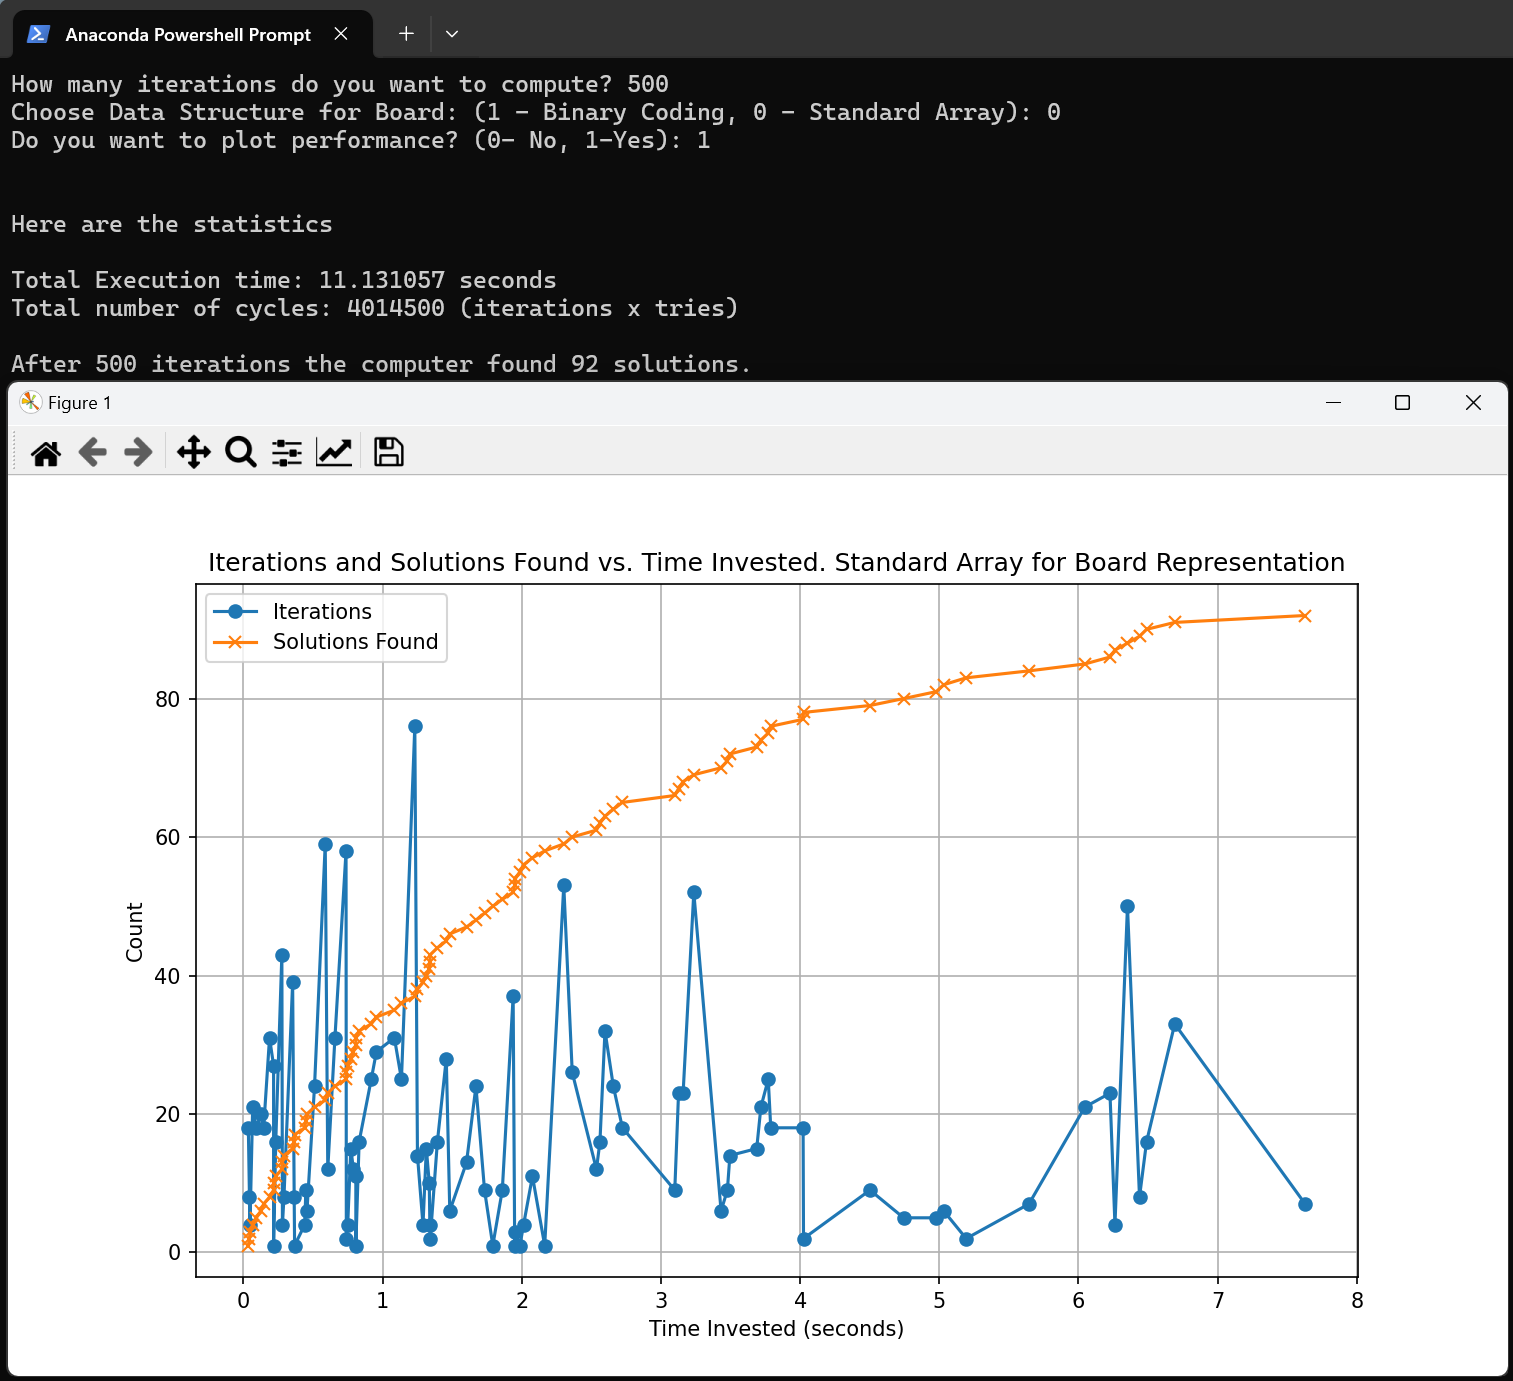 Anaconda Powershell Prompt
How many iterations do you want to compute? 500
Choose Data Structure for Board: (1 - Binary Coding, 0 - Standard Array): 0
Do you want to plot performance? (0- No, 1-Yes): 1
Here are the statistics
Total Execution time: 11.131057 seconds
Total number of cycles: 4014500 (iterations x tries)
After 500 iterations the computer found 92 solutions.
Figure 1
Iterations and Solutions Found vs. Time Invested. Standard Array for Board Representation
Iterations
Solutions Found
80
60
40
20
0
Count
0 1 2 3 4 5 6 7 8
Time Invested (seconds)